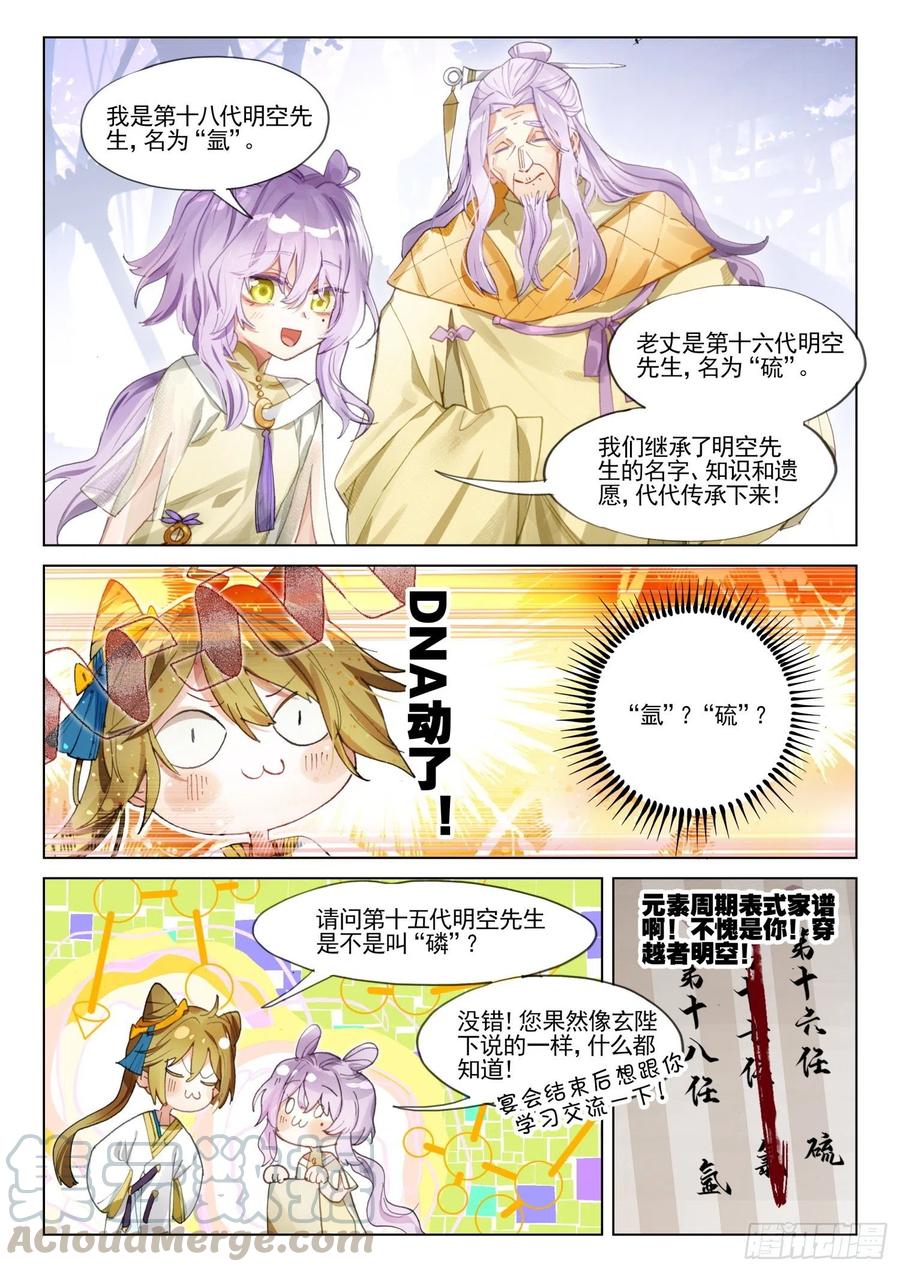 我是第十八代明空先
生，名为“氩”。
老丈是第十六代明空
先生，名为“硫”。
我们继承了明空先
生的名字、知识和遗
愿，代代传承下来！
DNA动了！
“氩”？“硫”？
请问第十五代明空先生
是不是叫“磷”？
没错！您果然像玄陛
下说的一样，什么都
知道！
宴会结束后想跟你
学习交流一下！
元素周期表式家谱
啊！不愧是你！穿
越者明空！
第十六任 硫
第十八任 氩
集云数据
AcloudMerge.com
腾讯动漫